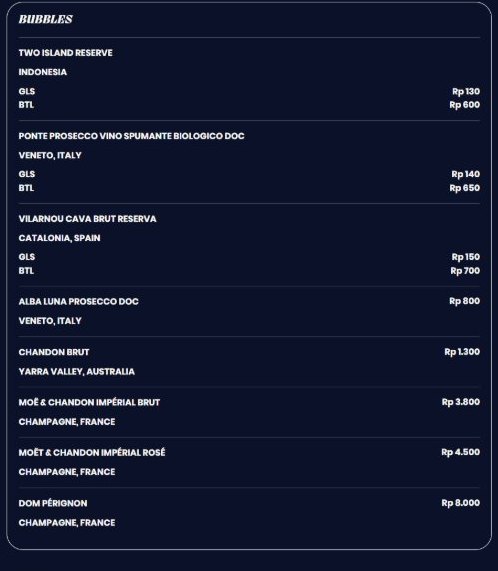 BUBBLES
TWO ISLAND RESERVE
INDONESIA
GLS Rp 130
BTL Rp 600
PONTE PROSECCO VINO SPUMANTE BIOLOGICO DOC
VENETO, ITALY
GLS Rp 140
BTL Rp 650
VILARNOU CAVA BRUT RESERVA
CATALONIA, SPAIN
GLS Rp 150
BTL Rp 700
ALBA LUNA PROSECCO DOC Rp 800
VENETO, ITALY
CHANDON BRUT Rp 1.300
YARRA VALLEY, AUSTRALIA
MOË & CHANDON IMPÉRIAL BRUT Rp 3.800
CHAMPAGNE, FRANCE
MOËT & CHANDON IMPÉRIAL ROSÉ Rp 4.500
CHAMPAGNE, FRANCE
DOM PÉRIGNON Rp 8.000
CHAMPAGNE, FRANCE